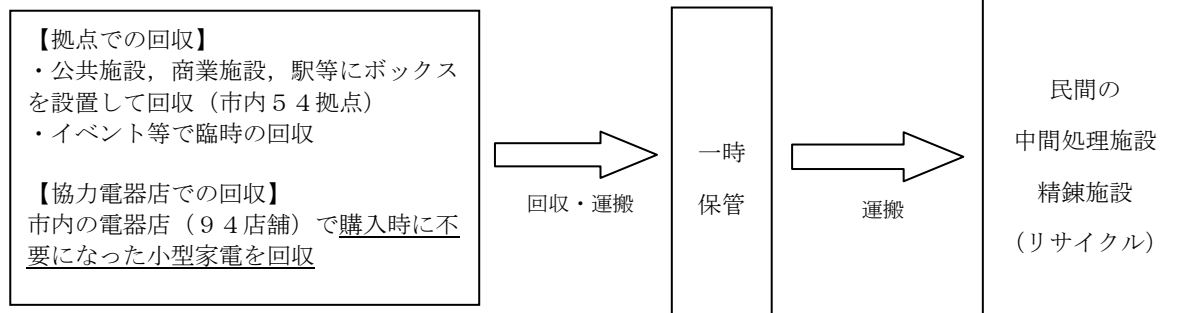 【拠点での回収】
・公共施設，商業施設，駅等にボックス
を設置して回収（市内５４拠点）
・イベント等で臨時の回収
【協力電器店での回収】
市内の電器店（９４店舗）で購入時に不
要になった小型家電を回収
回収・運搬
一時
保管
運搬
民間の
中間処理施設
精錬施設
（リサイクル）